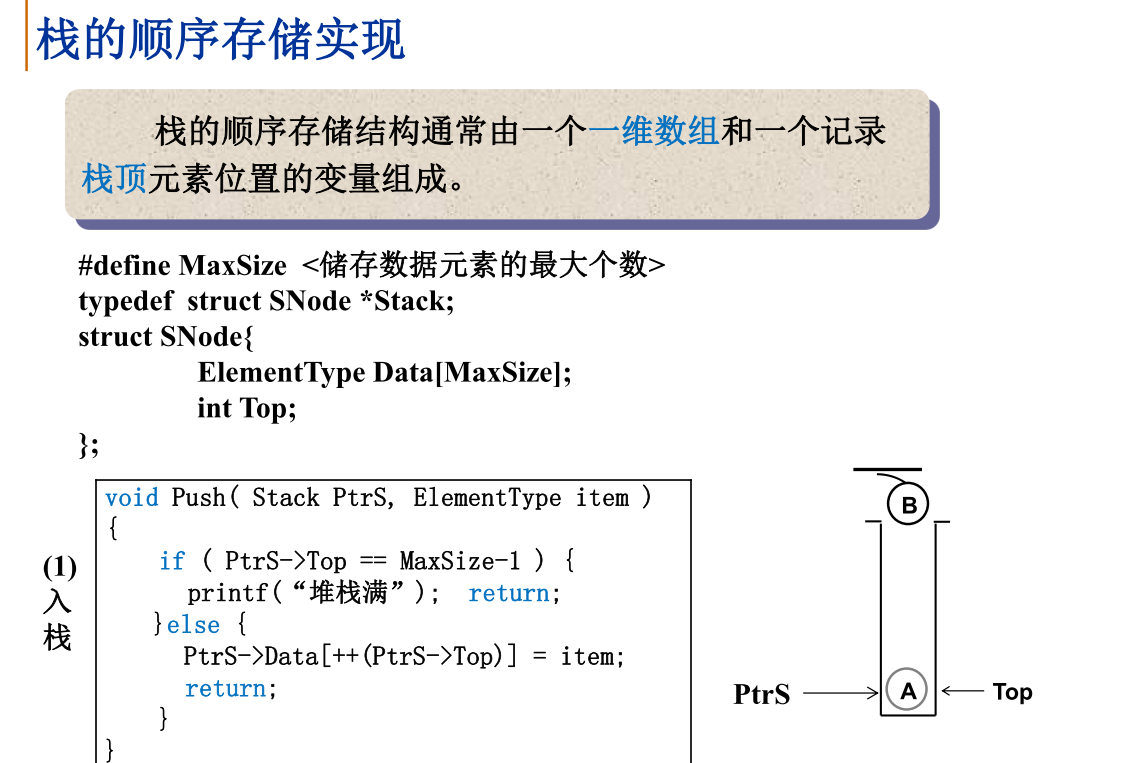 栈的顺序存储实现
栈的顺序存储结构通常由一个一维数组和一个记录
栈顶元素位置的变量组成。
#define MaxSize <储存数据元素的最大个数>
typedef struct SNode *Stack;
struct SNode{
ElementType Data[MaxSize];
int Top;
};
(1)
入
栈
void Push( Stack PtrS, ElementType item )
{
if ( PtrS->Top == MaxSize-1 ) {
printf(“堆栈满”); return;
}else {
PtrS->Data[++(PtrS->Top)] = item;
return;
}
}
B
PtrS
A
Top